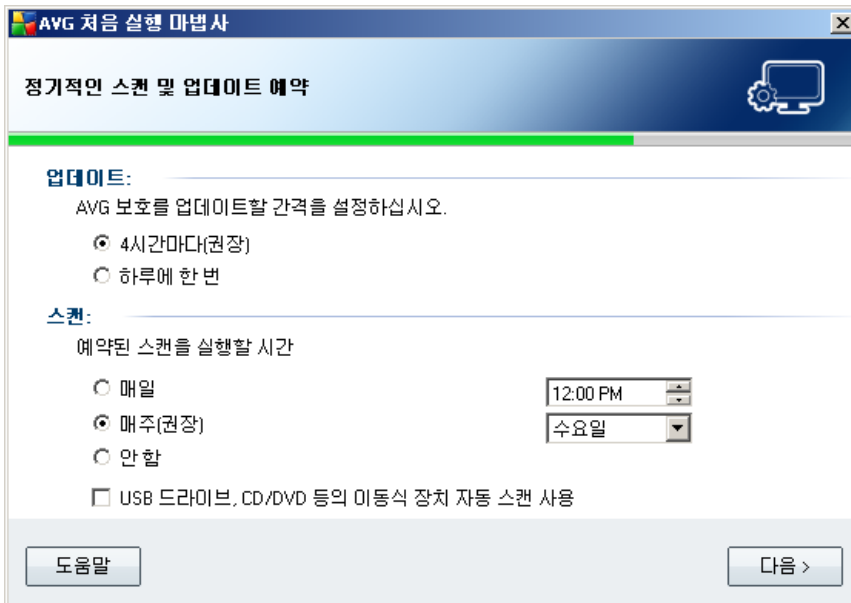 AVG 처음 실행 마법사
정기적인 스캔 및 업데이트 예약
업데이트:
AVG 보호를 업데이트할 간격을 설정하십시오.
4시간마다(권장)
하루에 한 번
스캔:
예약된 스캔을 실행할 시간
매일
12:00 PM
매주(권장)
수요일
안 함
USB 드라이브, CD/DVD 등의 이동식 장치 자동 스캔 사용
도움말
다음 >